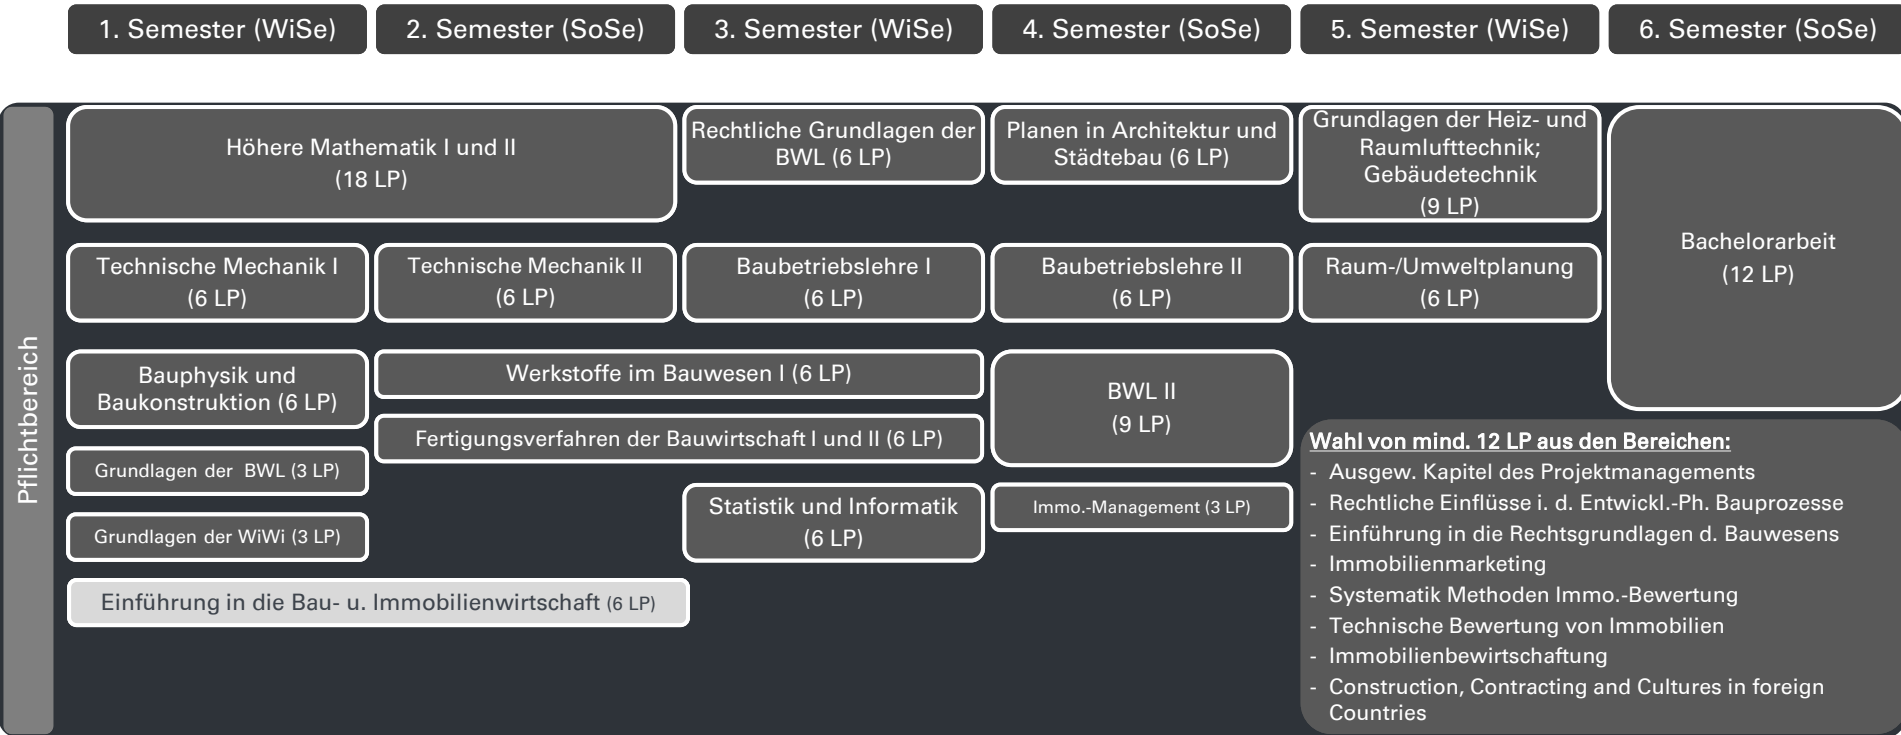 1. Semester (WiSe)
2. Semester (SoSe)
3. Semester (WiSe)
4. Semester (SoSe)
5. Semester (WiSe)
6. Semester (SoSe)
Pflichtbereich
Höhere Mathematik I und II
(18 LP)
Rechtliche Grundlagen der
BWL (6 LP)
Planen in Architektur und
Städtebau (6 LP)
Grundlagen der Heiz- und
Raumlufttechnik;
Gebäudetechnik
(9 LP)
Bachelorarbeit
(12 LP)
Technische Mechanik I
(6 LP)
Technische Mechanik II
(6 LP)
Baubetriebslehre I
(6 LP)
Baubetriebslehre II
(6 LP)
Raum-/Umweltplanung
(6 LP)
Bauphysik und
Baukonstruktion (6 LP)
Werkstoffe im Bauwesen I (6 LP)
BWL II
(9 LP)
Fertigungsverfahren der Bauwirtschaft I und II (6 LP)
Grundlagen der BWL (3 LP)
Statistik und Informatik
(6 LP)
Immo.-Management (3 LP)
Grundlagen der WiWi (3 LP)
Einführung in die Bau- u. Immobilienwirtschaft (6 LP)
Wahl von mind. 12 LP aus den Bereichen:
- Ausgew. Kapitel des Projektmanagements
- Rechtliche Einflüsse i. d. Entwickl.-Ph. Bauprozesse
- Einführung in die Rechtsgrundlagen d. Bauwesens
- Immobilienmarketing
- Systematik Methoden Immo.-Bewertung
- Technische Bewertung von Immobilien
- Immobilienbewirtschaftung
- Construction, Contracting and Cultures in foreign
Countries